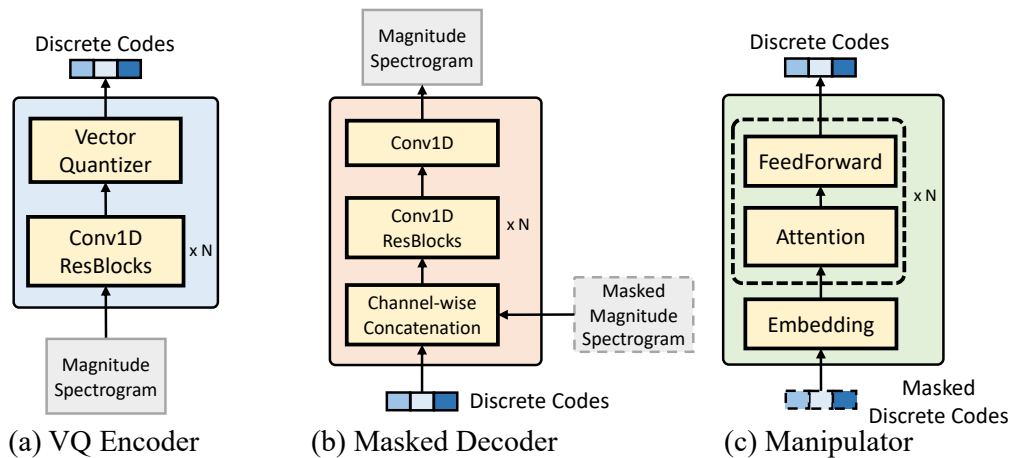 Discrete Codes
Vector
Quantizer
Conv1D
ResBlocks
x N
Magnitude
Spectrogram
(a) VQ Encoder
Magnitude
Spectrogram
Conv1D
Conv1D
ResBlocks
x N
Channel-wise
Concatenation
Masked
Magnitude
Spectrogram
Discrete Codes
(b) Masked Decoder
Discrete Codes
FeedForward
Attention
x N
Embedding
Masked
Discrete Codes
(c) Manipulator